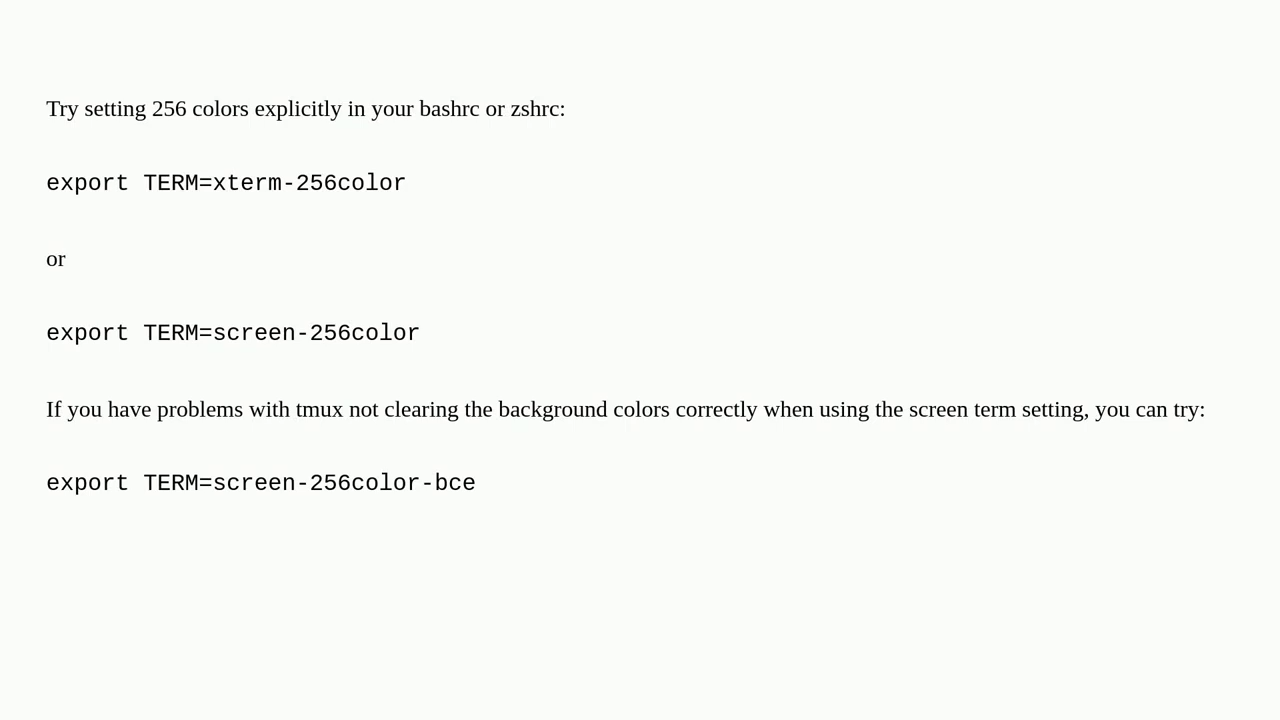 Try setting 256 colors explicitly in your bashrc or zshrc:
export TERM=xterm-256color
or
export TERM=screen-256color
If you have problems with tmux not clearing the background colors correctly when using the screen term setting, you can try:
export TERM=screen-256color-bce